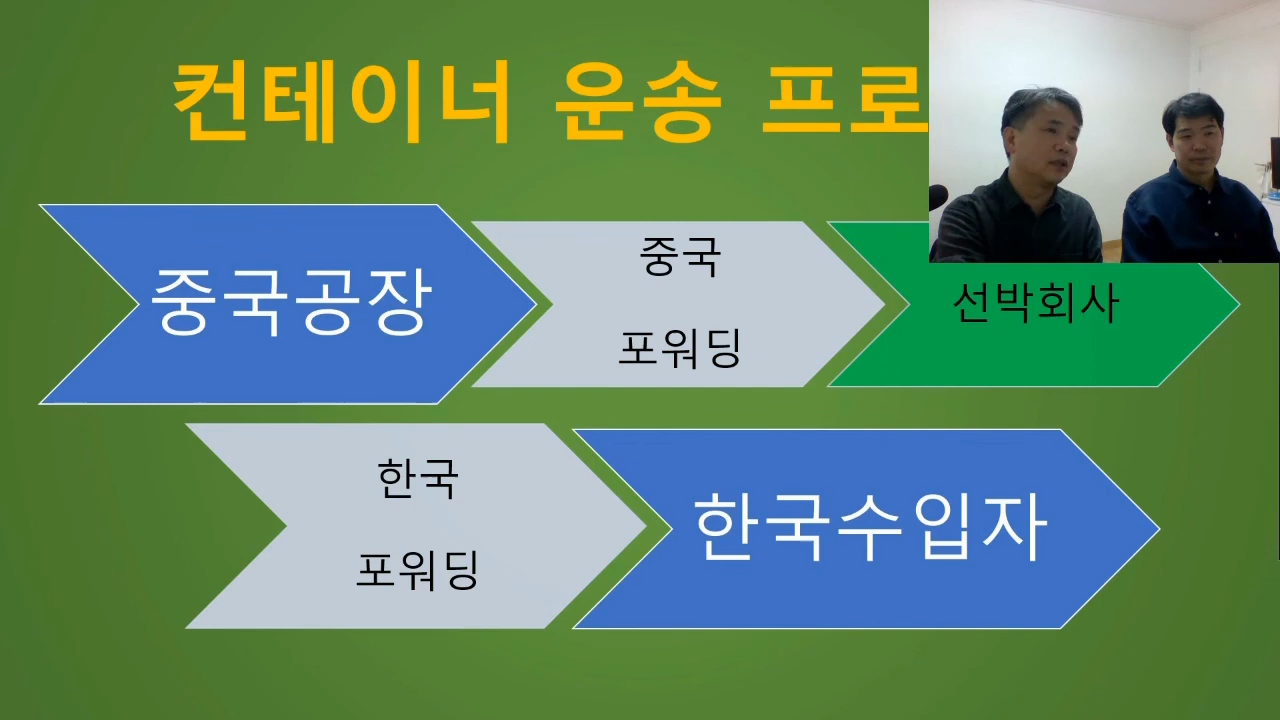 컨테이너 운송 프로
중국공장
중국
포워딩
선박회사
한국
포워딩
한국수입자